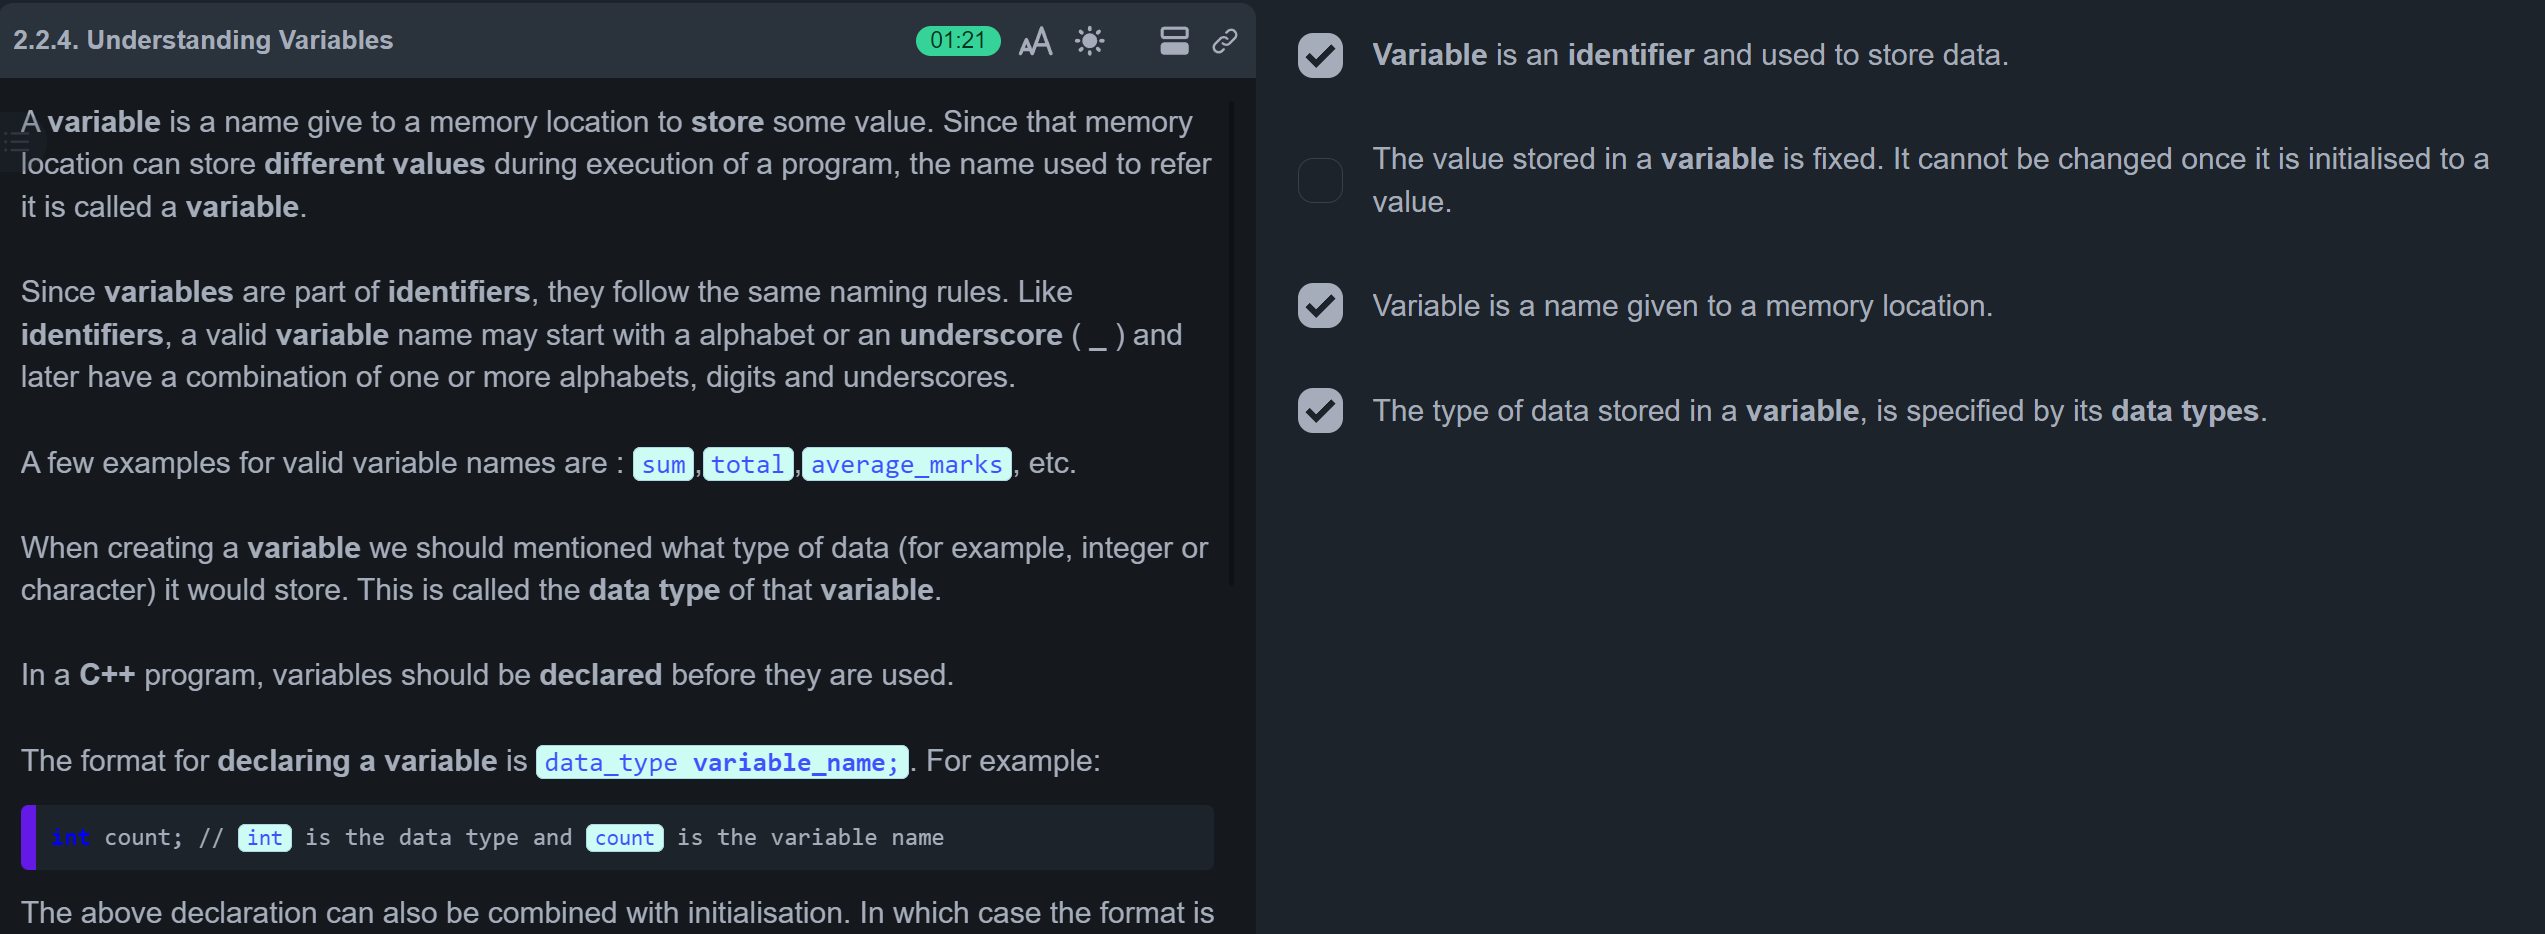 2.2.4. Understanding Variables
01:21
A variable is a name give to a memory location to store some value. Since that memory
location can store different values during execution of a program, the name used to refer
it is called a variable.
Since variables are part of identifiers, they follow the same naming rules. Like
identifiers, a valid variable name may start with a alphabet or an underscore ( _ ) and
later have a combination of one or more alphabets, digits and underscores.
A few examples for valid variable names are : sum,total,average_marks, etc.
When creating a variable we should mentioned what type of data (for example, integer or
character) it would store. This is called the data type of that variable.
In a C++ program, variables should be declared before they are used.
The format for declaring a variable is data_type variable_name;. For example:
int count; // int is the data type and count is the variable name
The above declaration can also be combined with initialisation. In which case the format is
Variable is an identifier and used to store data.
The value stored in a variable is fixed. It cannot be changed once it is initialised to a
value.
Variable is a name given to a memory location.
The type of data stored in a variable, is specified by its data types.